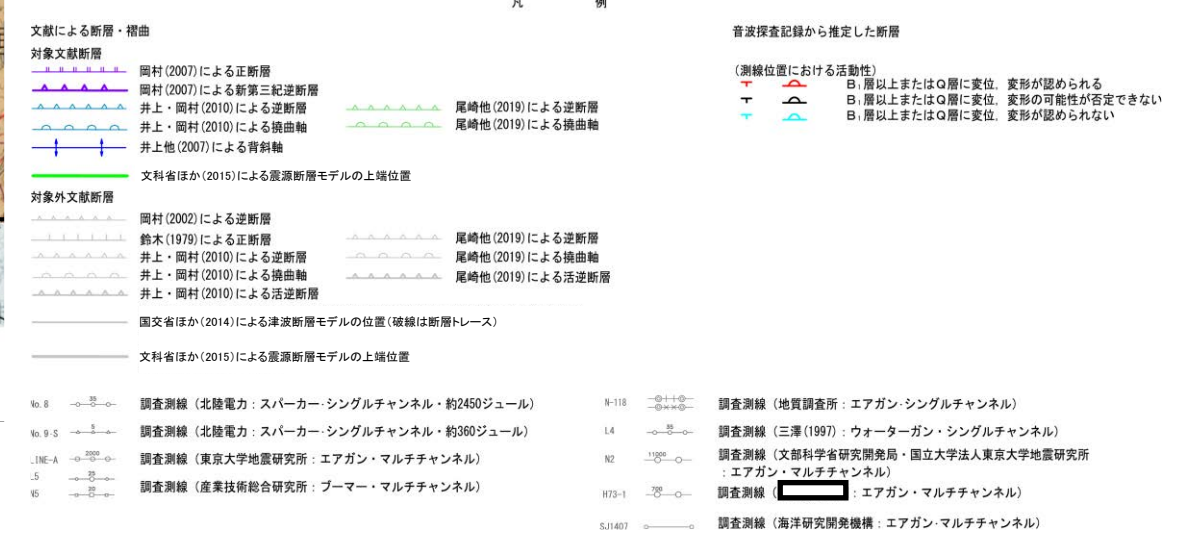 凡 例
文献による断層・褶曲
対象文献断層
岡村(2007)による正断層
岡村(2007)による新第三紀逆断層
井上・岡村(2010)による逆断層
井上・岡村(2010)による撓曲軸
井上他(2007)による背斜軸
尾崎他(2019)による逆断層
尾崎他(2019)による撓曲軸
文科省ほか(2015)による震源断層モデルの上端位置
対象外文献断層
岡村(2002)による逆断層
鈴木(1979)による正断層
井上・岡村(2010)による逆断層
井上・岡村(2010)による撓曲軸
井上・岡村(2010)による活逆断層
尾崎他(2019)による逆断層
尾崎他(2019)による撓曲軸
尾崎他(2019)による活逆断層
国交省ほか(2014)による津波断層モデルの位置(破線は断層トレース)
文科省ほか(2015)による震源断層モデルの上端位置
音波探査記録から推定した断層
(測線位置における活動性)
B₁層以上またはQ層に変位，変形が認められる
B₁層以上またはQ層に変位，変形の可能性が否定できない
B₁層以上またはQ層に変位，変形が認められない
No.8 35 調査測線（北陸電力：スパーカー・シングルチャンネル・約2450ジュール）
No.9-S 5 調査測線（北陸電力：スパーカー・シングルチャンネル・約360ジュール）
LINE-A 2000 調査測線（東京大学地震研究所：エアガン・マルチチャンネル）
L5 25
N5 20 調査測線（産業技術総合研究所：ブーマー・マルチチャンネル）
N-118 調査測線（地質調査所：エアガン・シングルチャンネル）
L4 85 調査測線（三澤(1997)：ウォーターガン・シングルチャンネル）
N2 11000 調査測線（文部科学省研究開発局・国立大学法人東京大学地震研究所
：エアガン・マルチチャンネル）
H73-1 700 調査測線（ ：エアガン・マルチチャンネル）
SJ1407 調査測線（海洋研究開発機構：エアガン・マルチチャンネル）